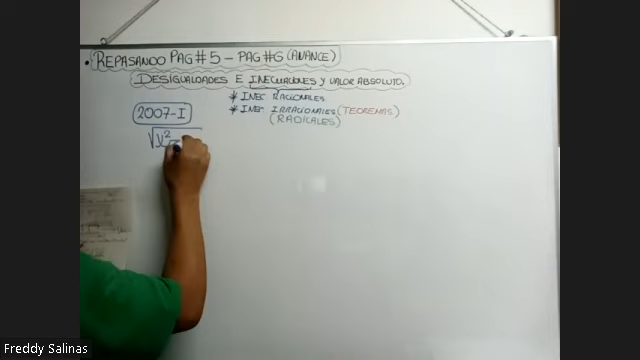 • REPASANDO PAG#5 - PAG#6 (AVANCE)
DESIGUALDADES E INECUACIONES Y VALOR ABSOLUTO.
* INEC RACIONALES
* INEC IRRACIONALES (TEOREMAS)
(RADICALES)
2007-I
√x²
Freddy Salinas